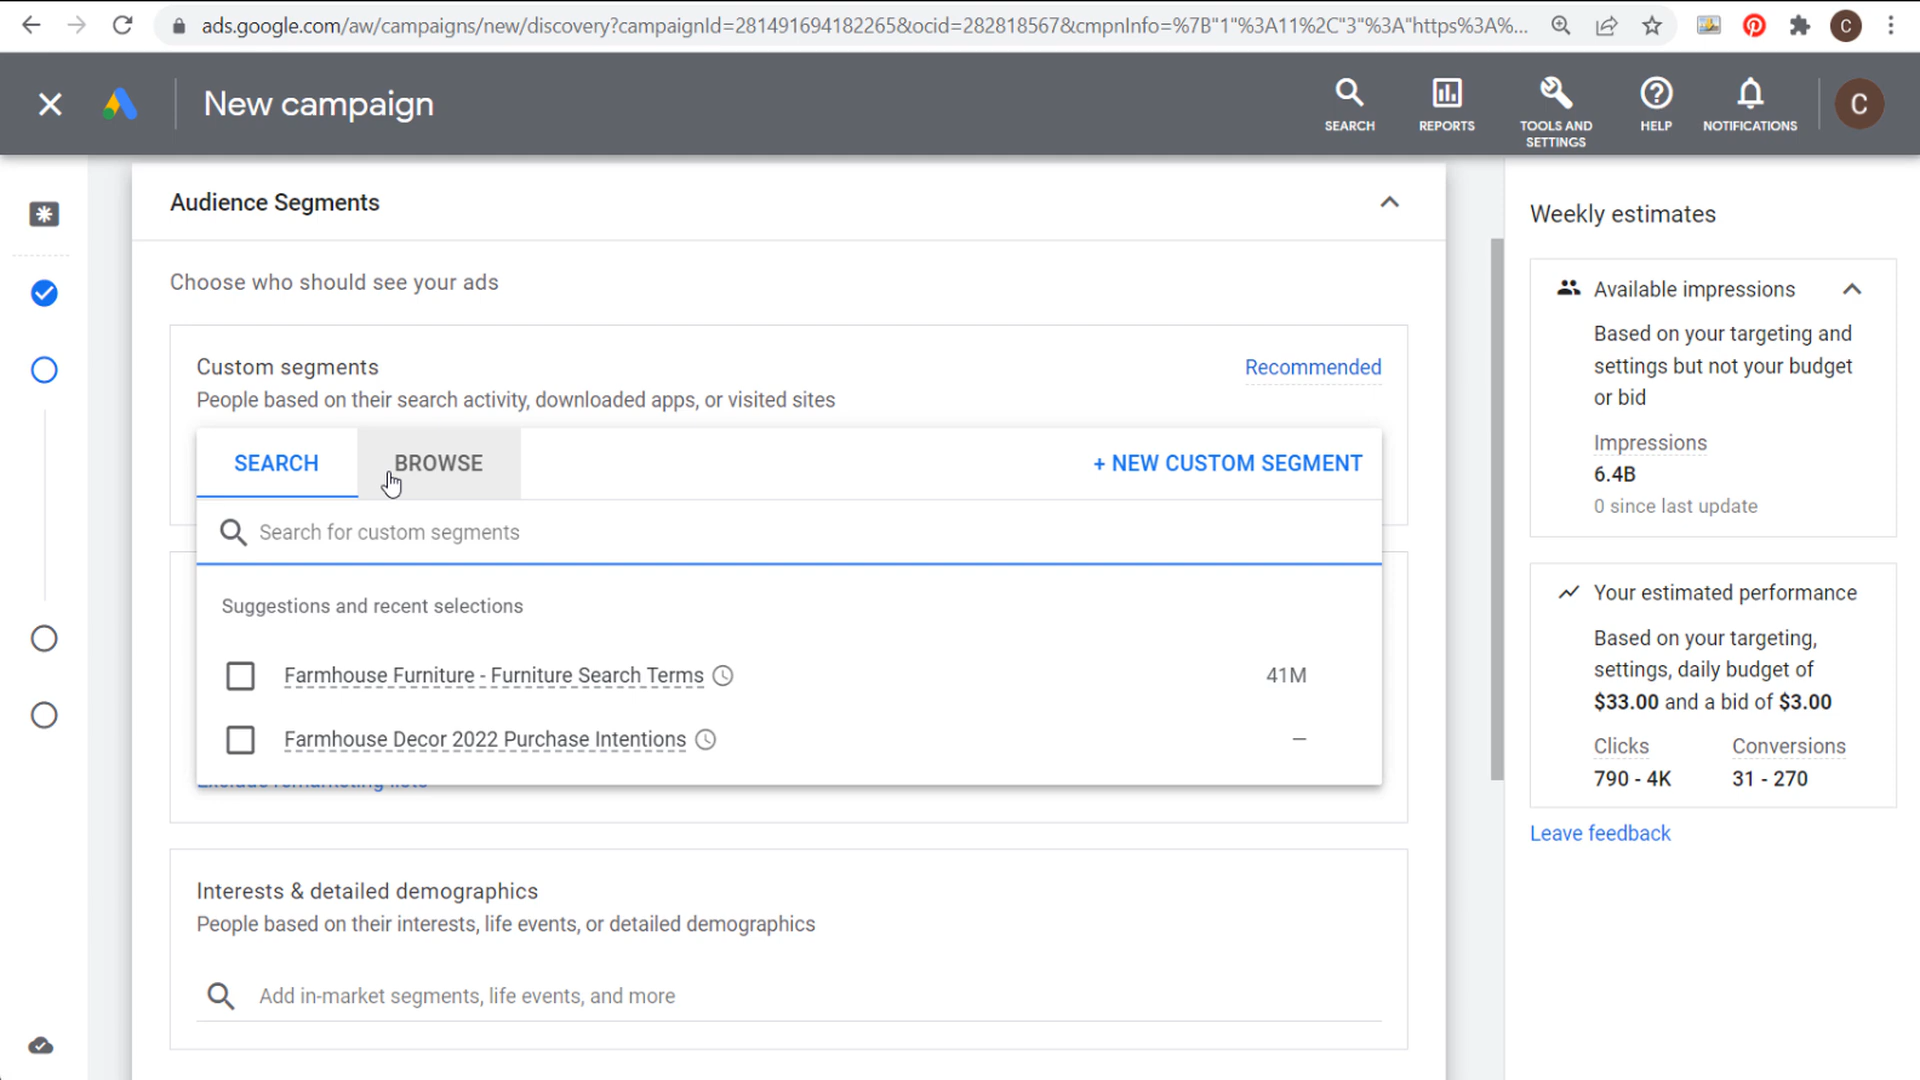 ads.google.com/aw/campaigns/new/discovery?campaignId=281491694182265&ocid=282818567&cmpnInfo=%7B"1"%3A11%2C"3"%3A"https%3A%...
C
New campaign
SEARCH
REPORTS
TOOLS AND
SETTINGS
HELP
NOTIFICATIONS
C
Audience Segments
Choose who should see your ads
Custom segments
Recommended
People based on their search activity, downloaded apps, or visited sites
SEARCH
BROWSE
+ NEW CUSTOM SEGMENT
Search for custom segments
Suggestions and recent selections
Farmhouse Furniture - Furniture Search Terms
41M
Farmhouse Decor 2022 Purchase Intentions
–
Exclude remarketing lists
Interests & detailed demographics
People based on their interests, life events, or detailed demographics
Add in-market segments, life events, and more
Weekly estimates
Available impressions
Based on your targeting and
settings but not your budget
or bid
Impressions
6.4B
0 since last update
Your estimated performance
Based on your targeting,
settings, daily budget of
$33.00 and a bid of $3.00
Clicks
Conversions
790 - 4K
31 - 270
Leave feedback